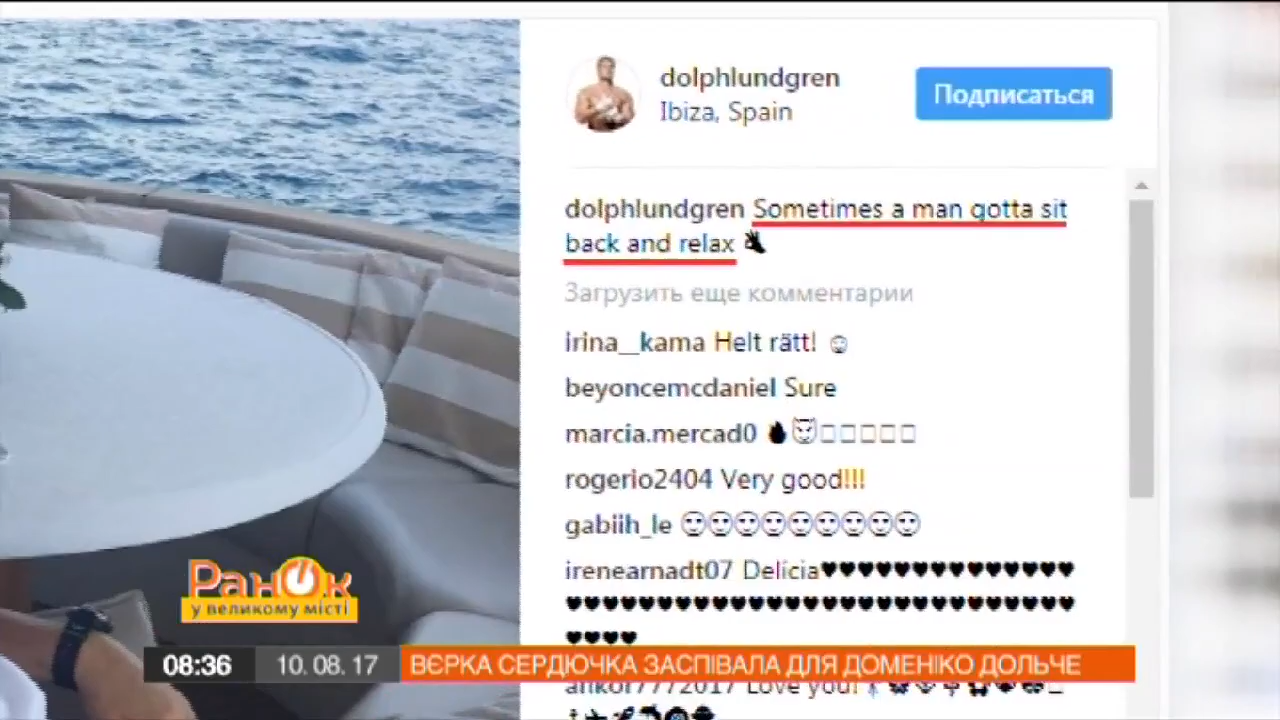 dolphlundgren
Ibiza, Spain
Подписаться
dolphlundgren Sometimes a man gotta sit
back and relax
Загрузить еще комментарии
irina__kama Helt rätt!
beyoncemcdaniel Sure
marcia.mercad0
rogerio2404 Very good!!!
gabiih_le
irenearnadt07 Delícia♥♥♥♥♥♥♥♥♥♥♥♥♥♥
♥♥♥♥♥♥♥♥♥♥♥♥♥♥♥♥♥♥♥♥♥♥♥♥♥♥♥♥
♥♥♥♥
Ранок
у великому місті
08:36 10. 08. 17 ВЄРКА СЕРДЮЧКА ЗАСПІВАЛА ДЛЯ ДОМЕНІКО ДОЛЬЧЕ
Love you!